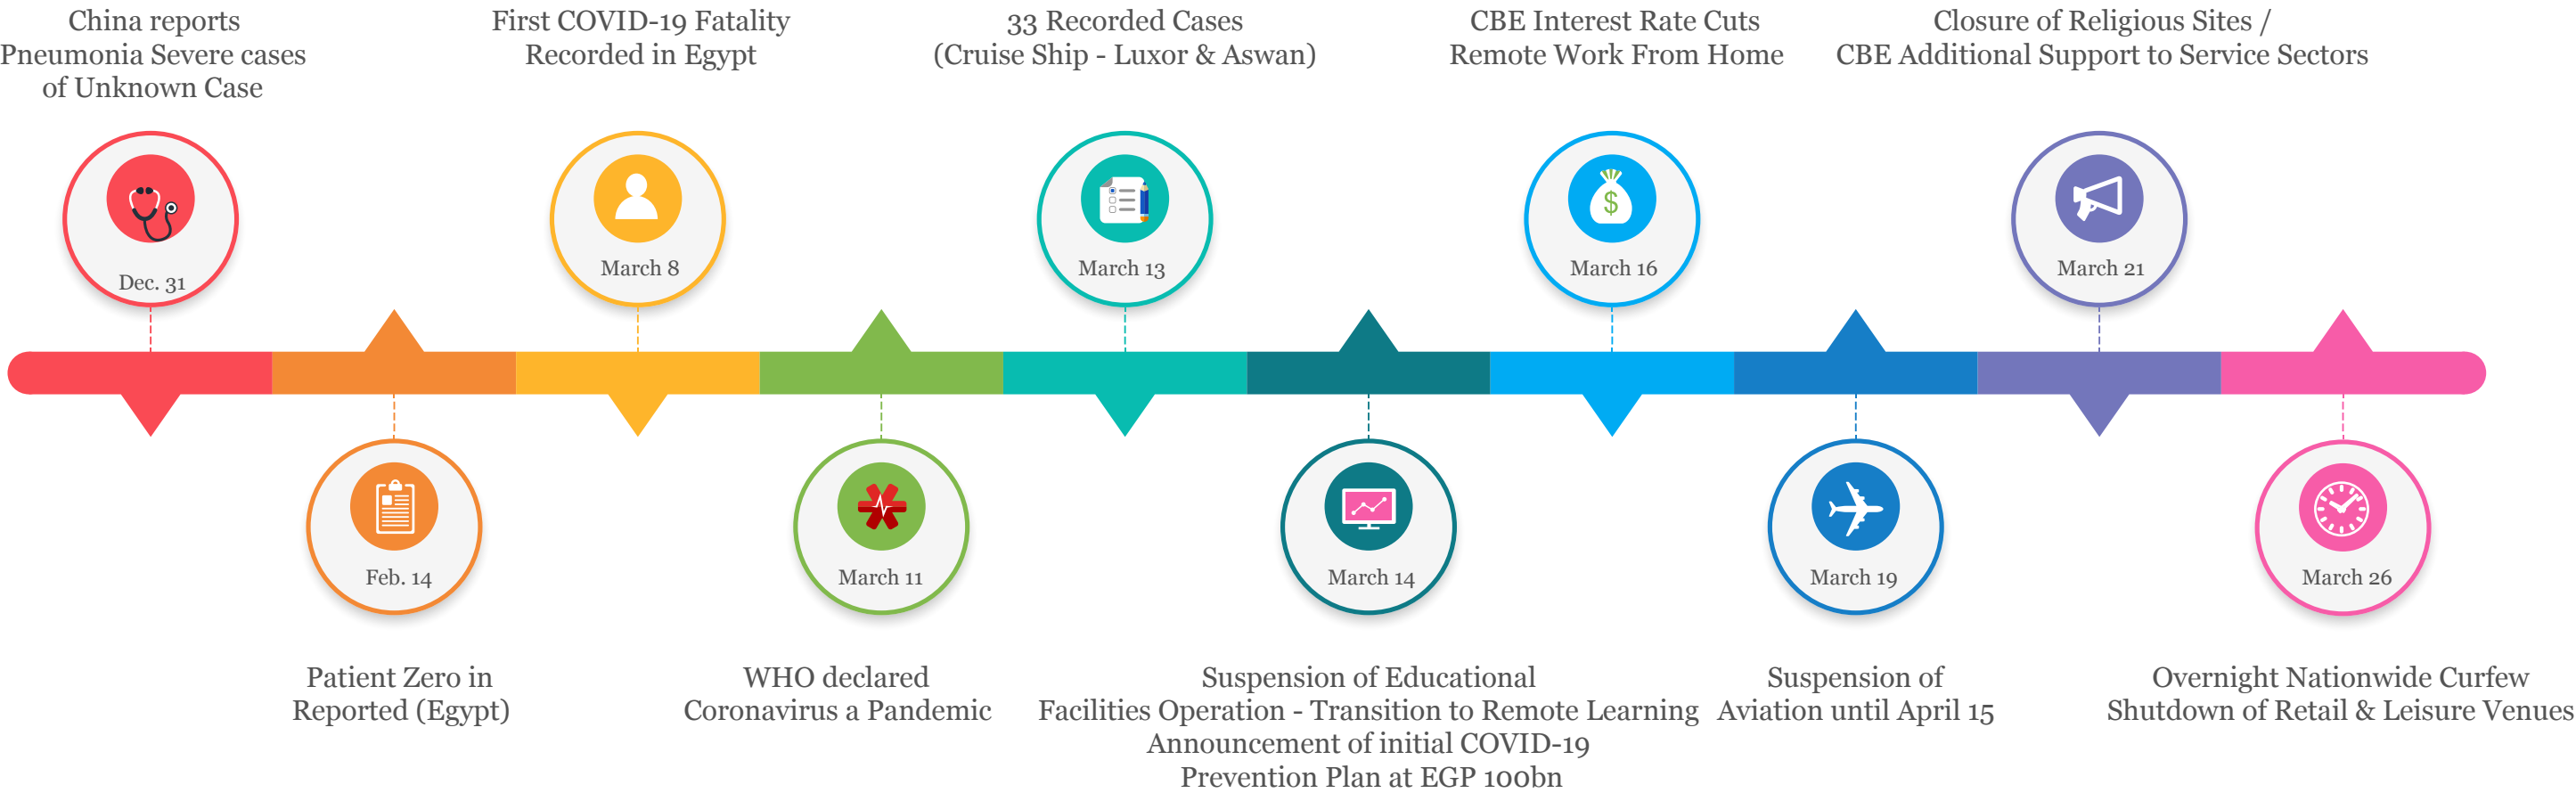 China reports
Pneumonia Severe cases
of Unknown Case
Dec. 31
Feb. 14
Patient Zero in
Reported (Egypt)
First COVID-19 Fatality
Recorded in Egypt
March 8
March 11
WHO declared
Coronavirus a Pandemic
33 Recorded Cases
(Cruise Ship - Luxor & Aswan)
March 13
March 14
Suspension of Educational
Facilities Operation - Transition to Remote Learning
Announcement of initial COVID-19
Prevention Plan at EGP 100bn
CBE Interest Rate Cuts
Remote Work From Home
$
March 16
March 19
Suspension of
Aviation until April 15
Closure of Religious Sites /
CBE Additional Support to Service Sectors
March 21
March 26
Overnight Nationwide Curfew
Shutdown of Retail & Leisure Venues